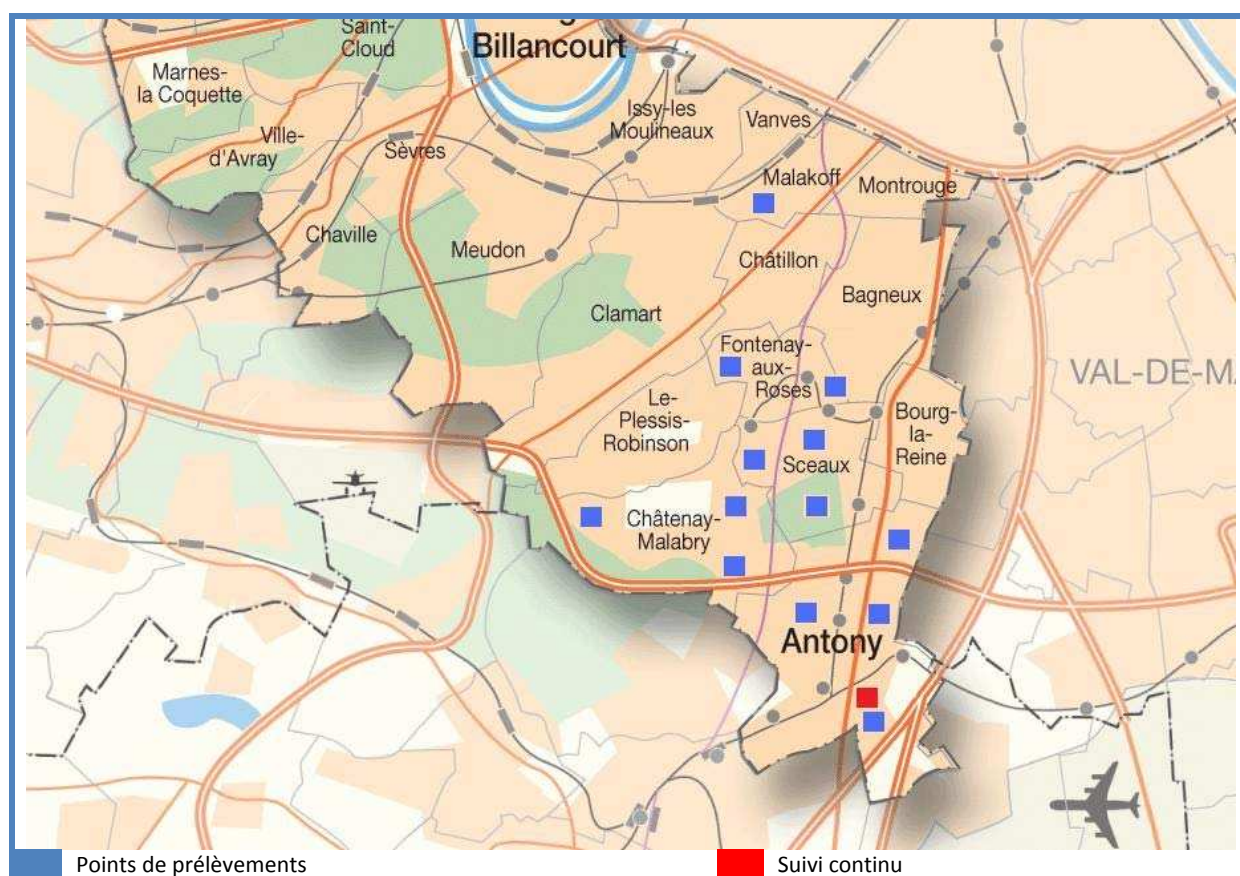 Saint-
Cloud
Billancourt
Marnes-
la Coquette
Issy-les
Moulineaux
Vanves
Ville-
d'Avray
Sèvres
Malakoff
Montrouge
Chaville
Meudon
Châtillon
Bagneux
Clamart
Fontenay-
aux-
Roses
VAL-DE-MA
Le-
Plessis-
Robinson
Bourg-
la-
Reine
Sceaux
Châtenay-
Malabry
Antony
Points de prélèvements
Suivi continu